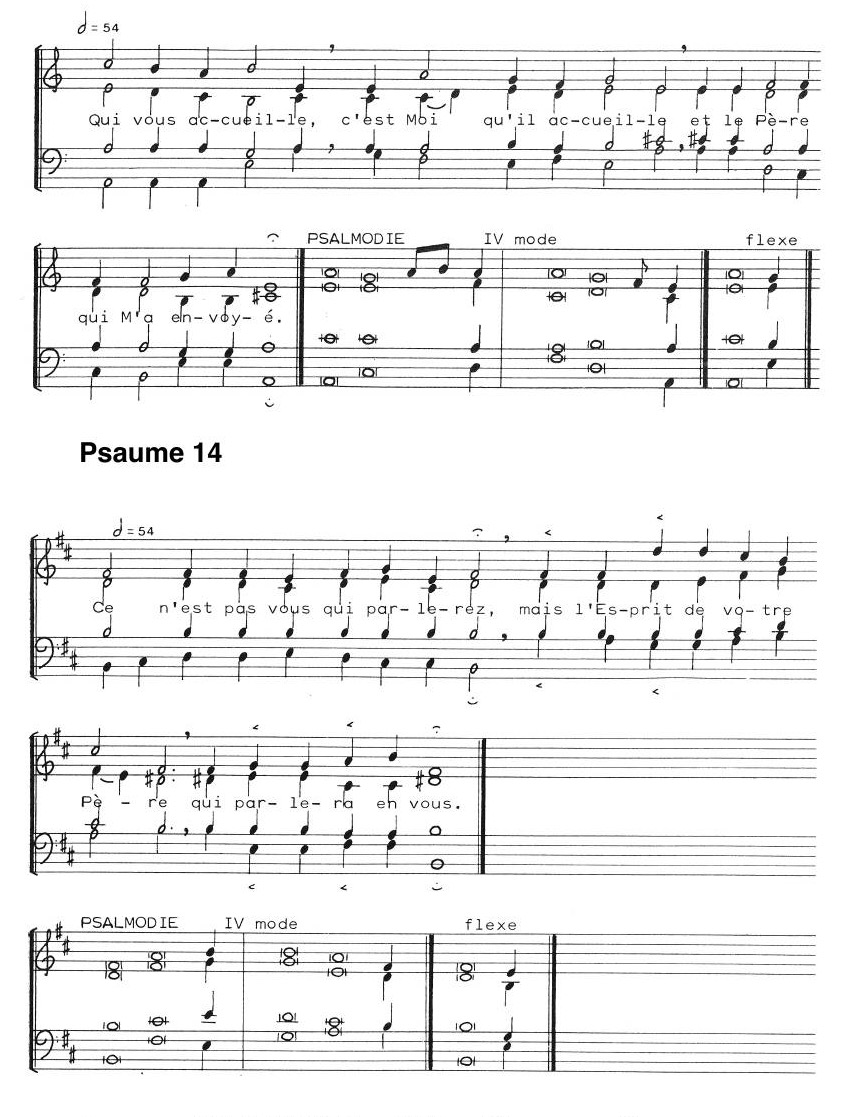 = 54
Qui vous ac-cueil-le, c'est Moi qu'il ac-cueil-le et le Pè-re
PSALMODIE IV mode flexe
qui M'a en-voy-é.
Psaume 14
= 54
Ce n'est pas vous qui par-le-rez, mais l'Es-prit de vo-tre
Pè-re qui par-le-ra en vous.
PSALMODIE IV mode flexe